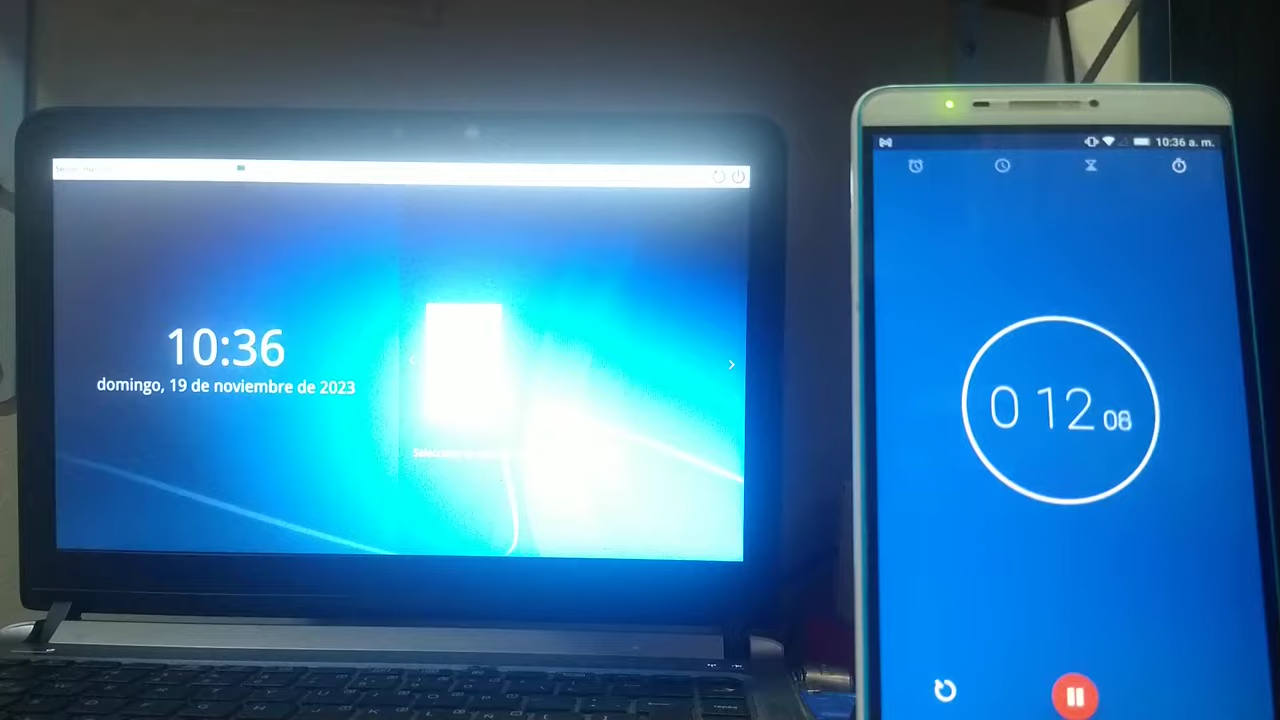 10:36
domingo, 19 de noviembre de 2023
10:36 a. m.
0 12 08